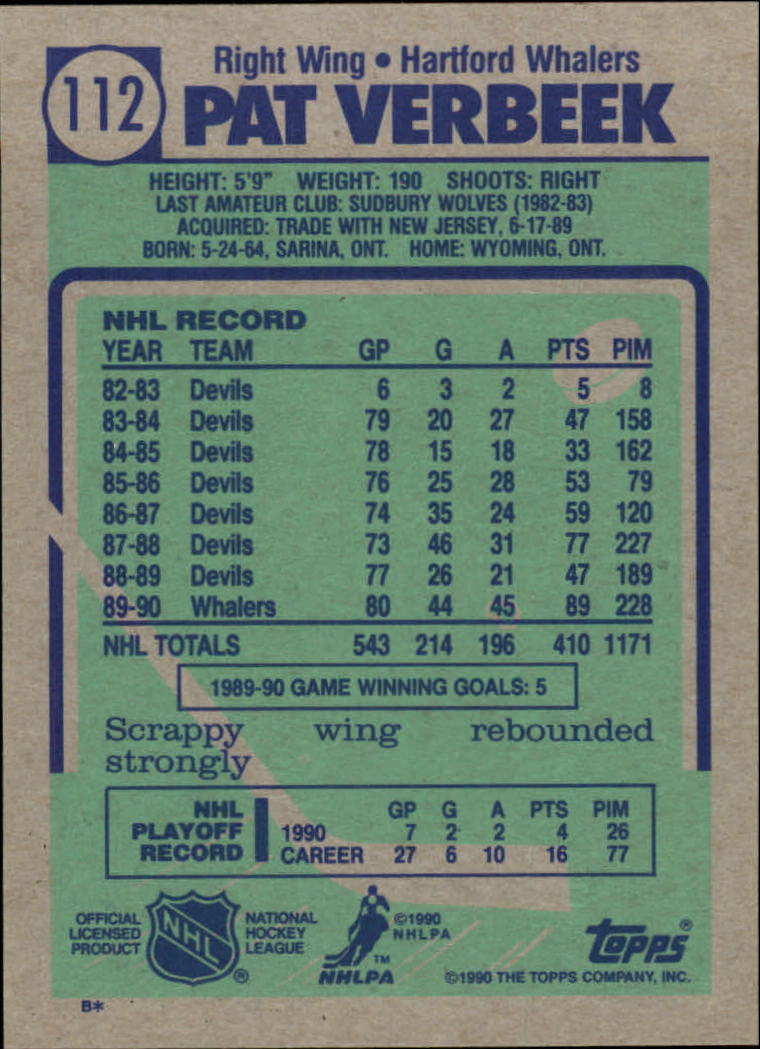 112
Right Wing • Hartford Whalers
PAT VERBEEK
HEIGHT: 5'9" WEIGHT: 190 SHOOTS: RIGHT
LAST AMATEUR CLUB: SUDBURY WOLVES (1982-83)
ACQUIRED: TRADE WITH NEW JERSEY, 6-17-89
BORN: 5-24-64, SARINA, ONT. HOME: WYOMING, ONT.
NHL RECORD
YEAR TEAM GP G A PTS PIM
82-83 Devils 6 3 2 5 8
83-84 Devils 79 20 27 47 158
84-85 Devils 78 15 18 33 162
85-86 Devils 76 25 28 53 79
86-87 Devils 74 35 24 59 120
87-88 Devils 73 46 31 77 227
88-89 Devils 77 26 21 47 189
89-90 Whalers 80 44 45 89 228
NHL TOTALS 543 214 196 410 1171
1989-90 GAME WINNING GOALS: 5
Scrappy wing rebounded
strongly
NHL PLAYOFF RECORD
GP G A PTS PIM
1990 7 2 2 4 26
CAREER 27 6 10 16 77
OFFICIAL
LICENSED
PRODUCT
NHL
®
NATIONAL
HOCKEY
LEAGUE
©1990
NHLPA
TM
NHLPA
topps®
©1990 THE TOPPS COMPANY, INC.
B*